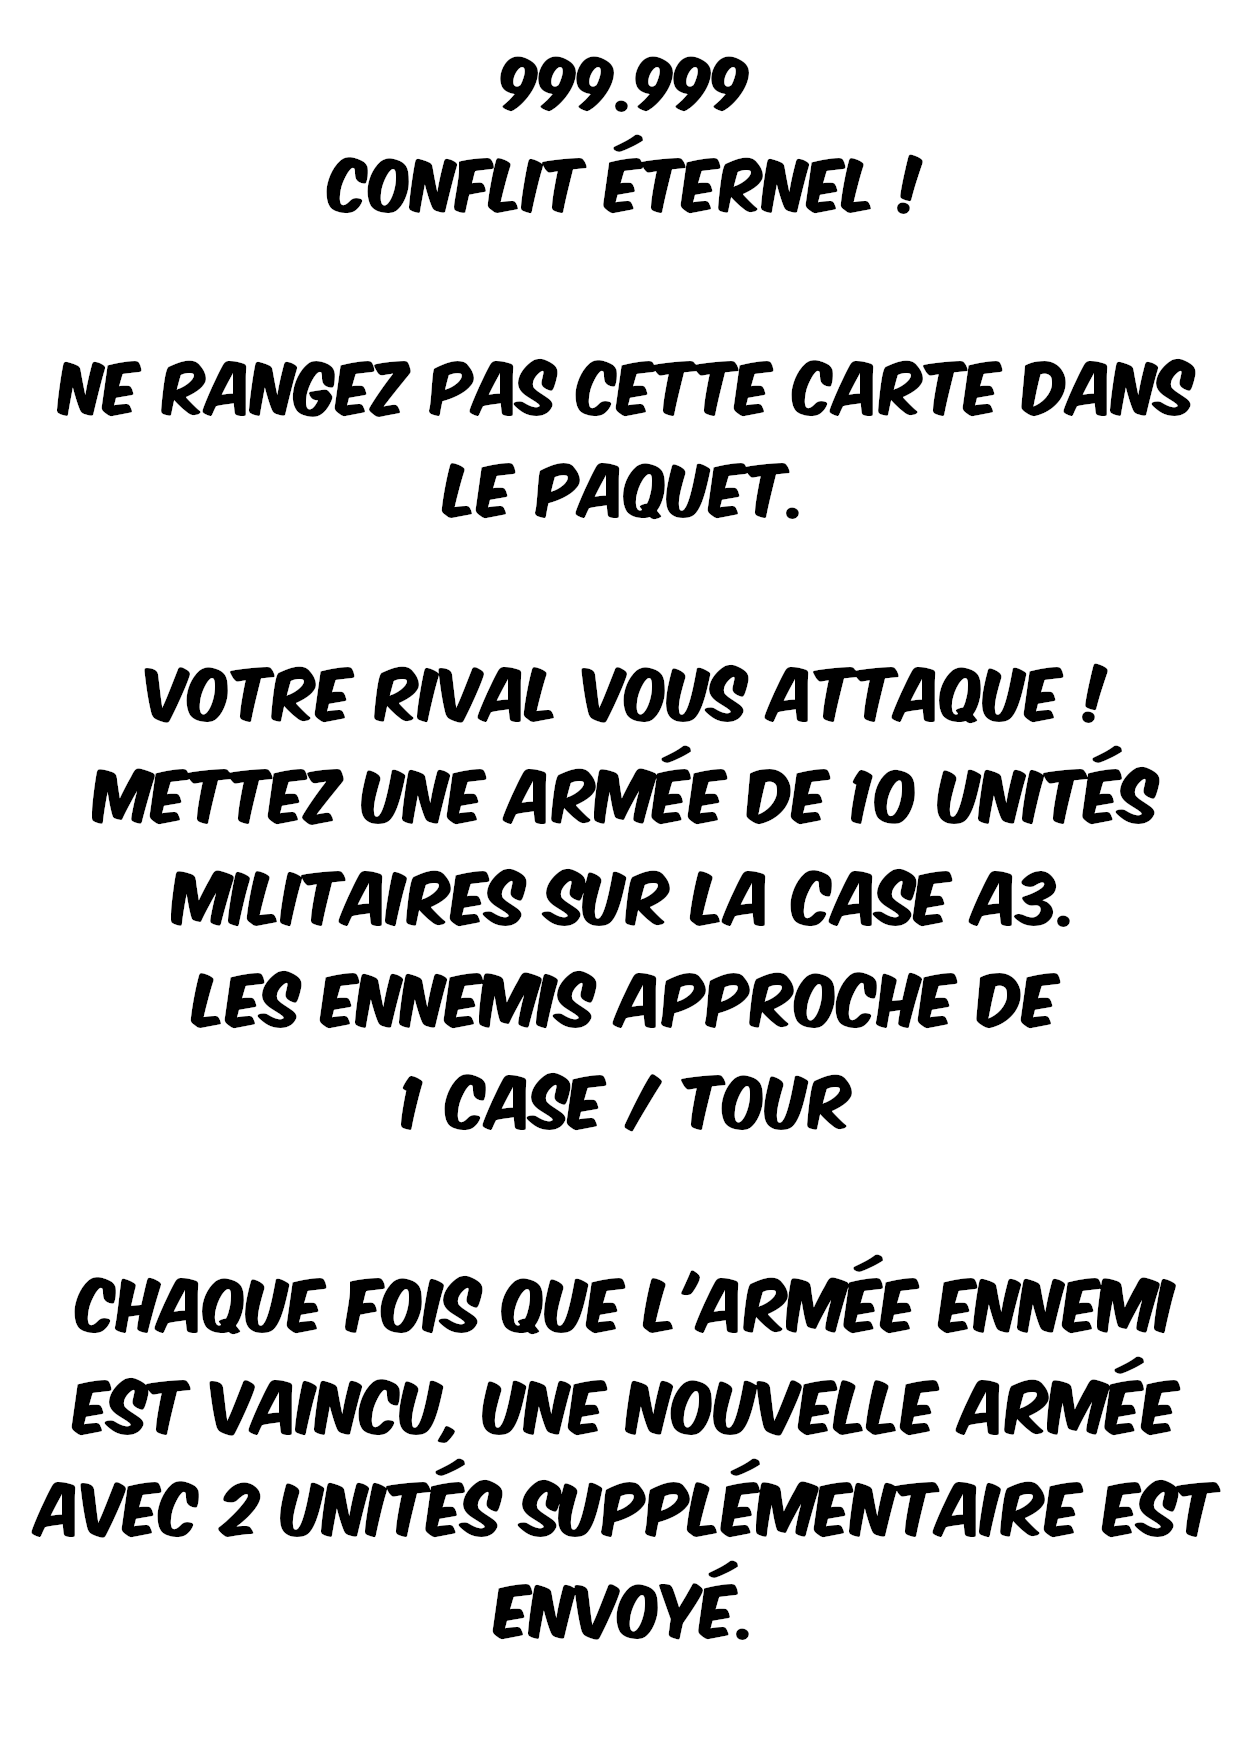 999.999
CONFLIT ÉTERNEL !
NE RANGEZ PAS CETTE CARTE DANS
LE PAQUET.
VOTRE RIVAL VOUS ATTAQUE !
METTEZ UNE ARMÉE DE 10 UNITÉS
MILITAIRES SUR LA CASE A3.
LES ENNEMIS APPROCHE DE
1 CASE / TOUR
CHAQUE FOIS QUE L'ARMÉE ENNEMI
EST VAINCU, UNE NOUVELLE ARMÉE
AVEC 2 UNITÉS SUPPLÉMENTAIRE EST
ENVOYÉ.